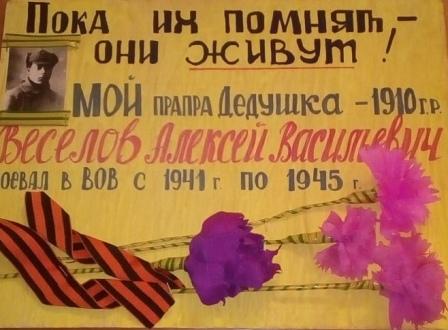 Пока их помнят -
они живут!
Мой прапра Дедушка - 1910 г.р.
Веселов Алексей Васильевич
оевал в ВОВ с 1941 г. по 1945 г.